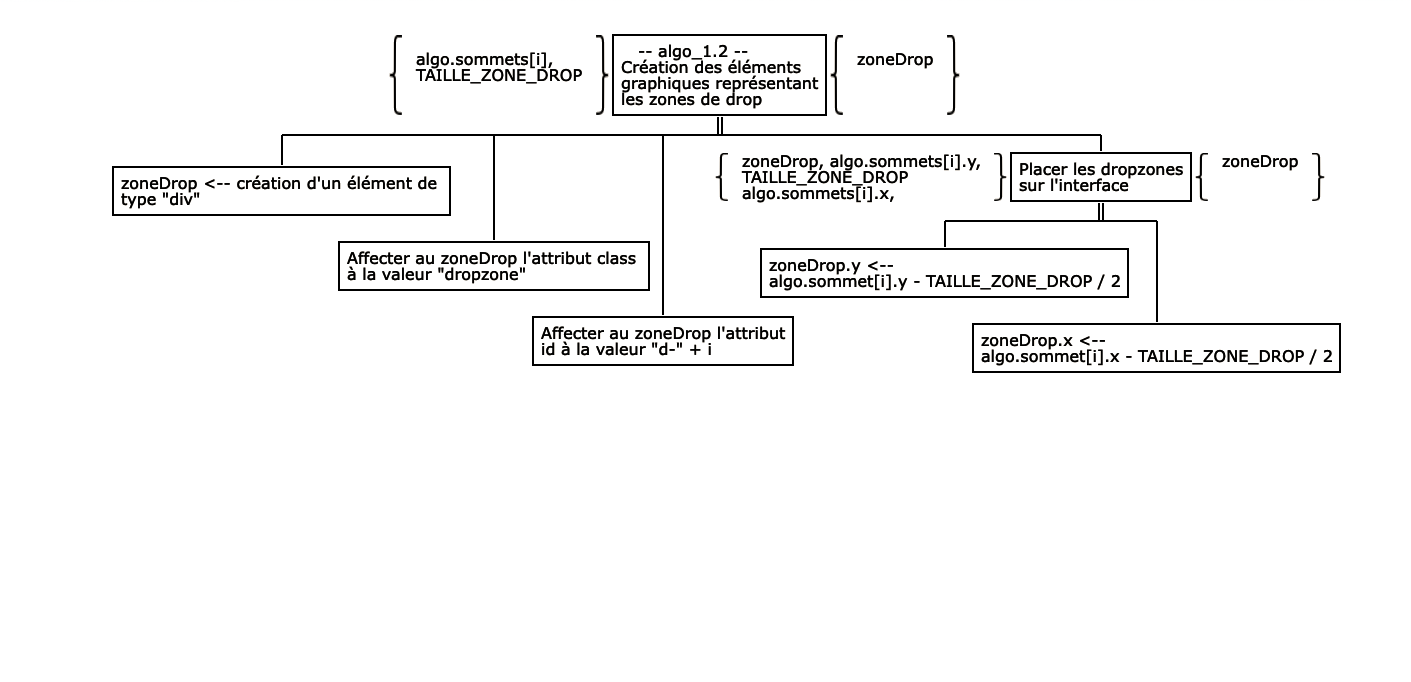 algo.sommets[i],
TAILLE_ZONE_DROP
-- algo_1.2 --
Création des éléments
graphiques représentant
les zones de drop
zoneDrop
zoneDrop <-- création d'un élément de
type "div"
Affecter au zoneDrop l'attribut class
à la valeur "dropzone"
Affecter au zoneDrop l'attribut
id à la valeur "d-" + i
zoneDrop, algo.sommets[i].y,
TAILLE_ZONE_DROP
algo.sommets[i].x,
Placer les dropzones
sur l'interface
zoneDrop
zoneDrop.y <--
algo.sommet[i].y - TAILLE_ZONE_DROP / 2
zoneDrop.x <--
algo.sommet[i].x - TAILLE_ZONE_DROP / 2